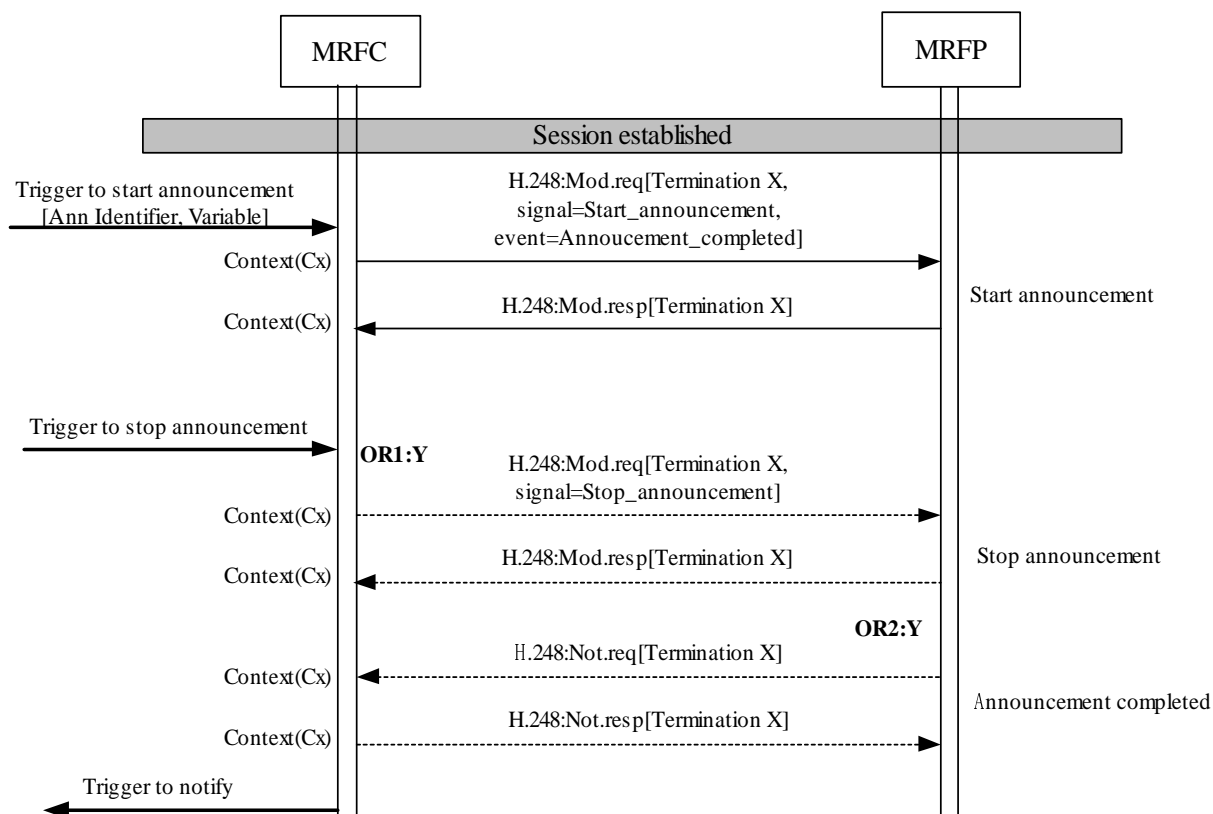 MRFC
MRFP
Session established
Trigger to start announcement
[Ann Identifier, Variable]
H.248:Mod.req[Termination X,
signal=Start_announcement,
event=Annoucement_completed]
Context(Cx)
Start announcement
H.248:Mod.resp[Termination X]
Context(Cx)
Trigger to stop announcement
OR1:Y
H.248:Mod.req[Termination X,
signal=Stop_announcement]
Context(Cx)
Stop announcement
H.248:Mod.resp[Termination X]
Context(Cx)
OR2:Y
H.248:Not.req[Termination X]
Context(Cx)
Announcement completed
H.248:Not.resp[Termination X]
Context(Cx)
Trigger to notify